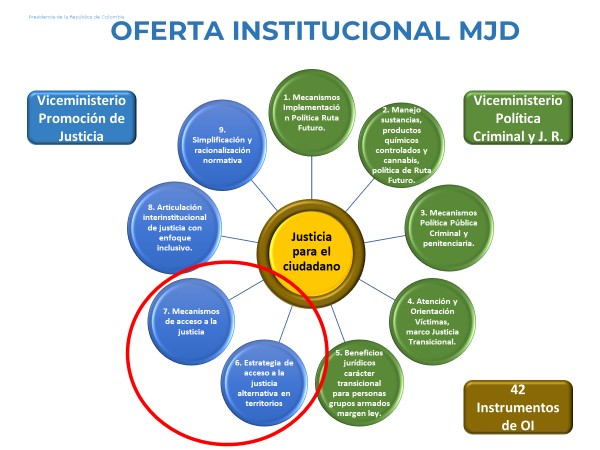 Presidencia de la República de Colombia
OFERTA INSTITUCIONAL MJD
Viceministerio
Promoción de
Justicia
Viceministerio
Política
Criminal y J. R.
1. Mecanismos
Implementació
n Política Ruta
Futuro.
2. Manejo
sustancias,
productos
químicos
controlados y
cannabis,
política de Ruta
Futuro.
3. Mecanismos
Política Pública
Criminal y
penitenciaria.
4. Atención y
Orientación
Víctimas,
marco Justicia
Transicional.
5. Beneficios
jurídicos
carácter
transicional
para personas
grupos armados
margen ley.
6. Estrategia de
acceso a la
justicia
alternativa en
territorios
7. Mecanismos
de acceso a la
justicia
8. Articulación
interinstitucional
de justicia con
enfoque
inclusivo.
9.
Simplificación y
racionalización
normativa
Justicia
para el
ciudadano
42
Instrumentos
de OI